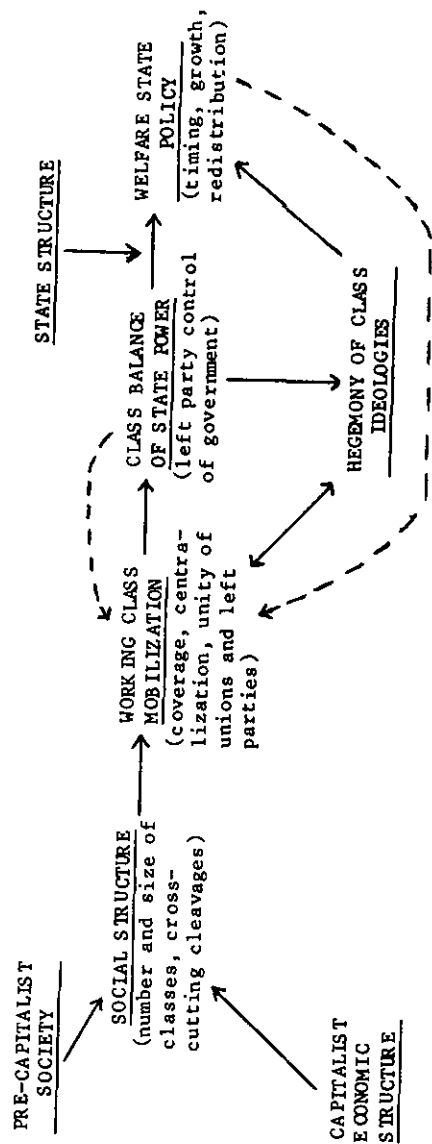 PRE-CAPITALIST
SOCIETY
SOCIAL STRUCTURE
(number and size of
classes, cross-
cutting cleavages)
CAPITALIST
ECONOMIC
STRUCTURE
WORKING CLASS
MOBILIZATION
(coverage, centra-
lization, unity of
unions and left
parties)
CLASS BALANCE
OF STATE POWER
(left party control
of government)
STATE STRUCTURE
WELFARE STATE
POLICY
(timing, growth,
redistribution)
HEGEMONY OF CLASS
IDEOLOGIES